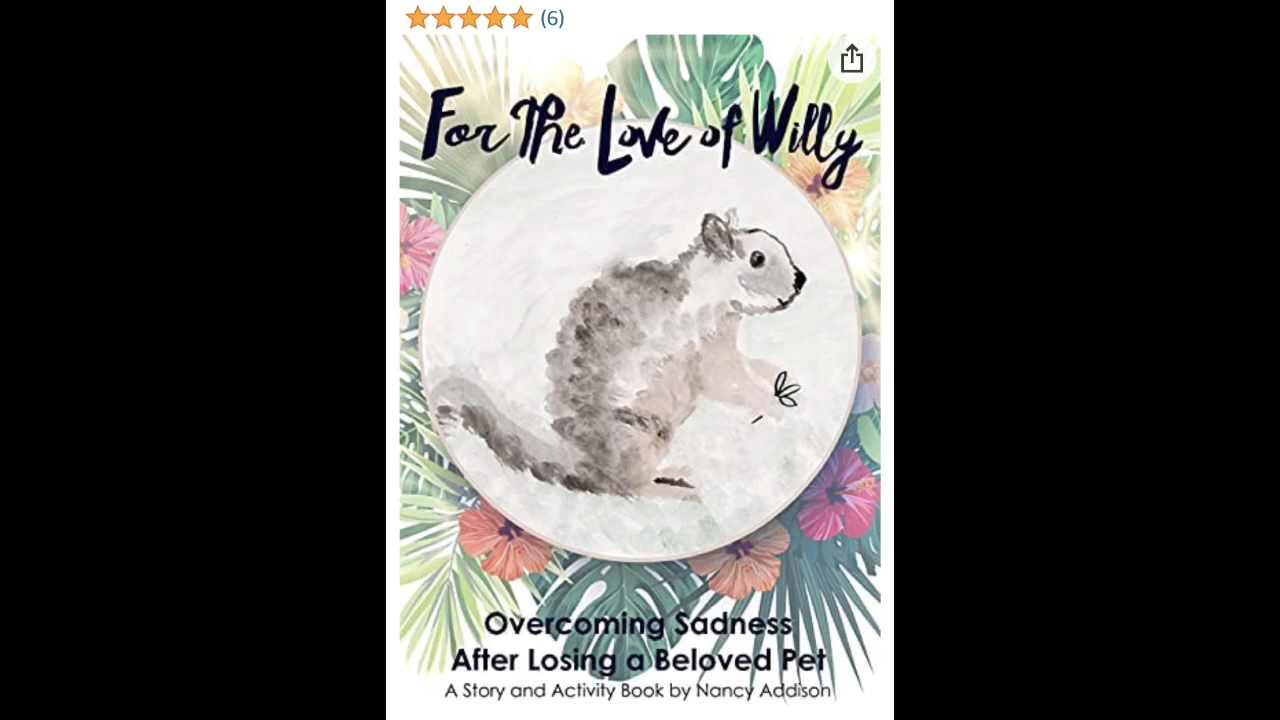 (6)
For The Love of Willy
Overcoming Sadness
After Losing a Beloved Pet
A Story and Activity Book by Nancy Addison